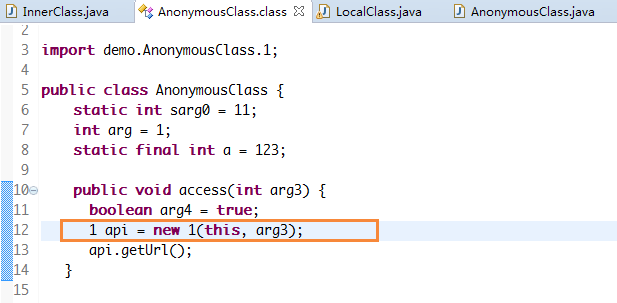 InnerClass.java AnonymousClass.class LocalClass.java AnonymousClass.java
2
3 import demo.AnonymousClass.1;
4
5 public class AnonymousClass {
6 static int sarg0 = 11;
7 int arg = 1;
8 static final int a = 123;
9
10 public void access(int arg3) {
11 boolean arg4 = true;
12 1 api = new 1(this, arg3);
13 api.getUrl();
14 }
15